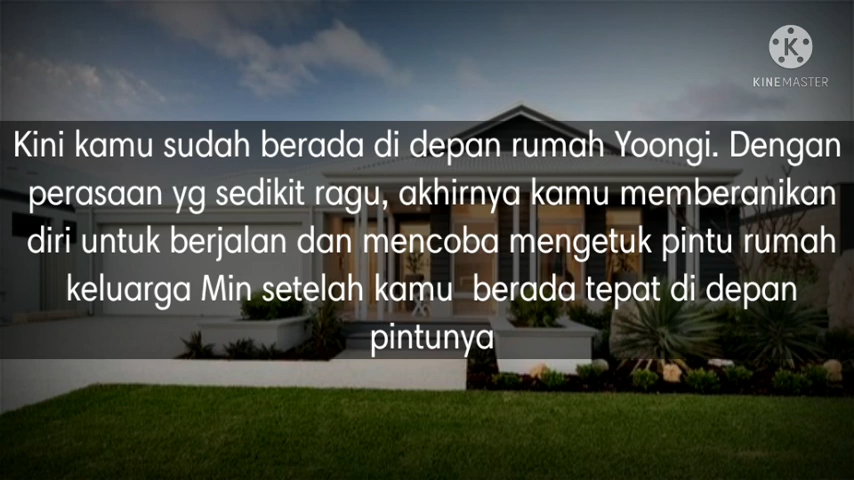 KINEMASTER
Kini kamu sudah berada di depan rumah Yoongi. Dengan
perasaan yg sedikit ragu, akhirnya kamu memberanikan
diri untuk berjalan dan mencoba mengetuk pintu rumah
keluarga Min setelah kamu  berada tepat di depan
pintunya